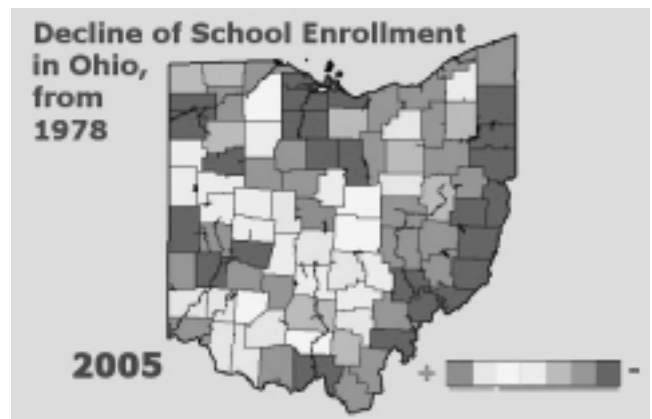 Decline of School Enrollment
in Ohio,
from
1978
2005
+ -